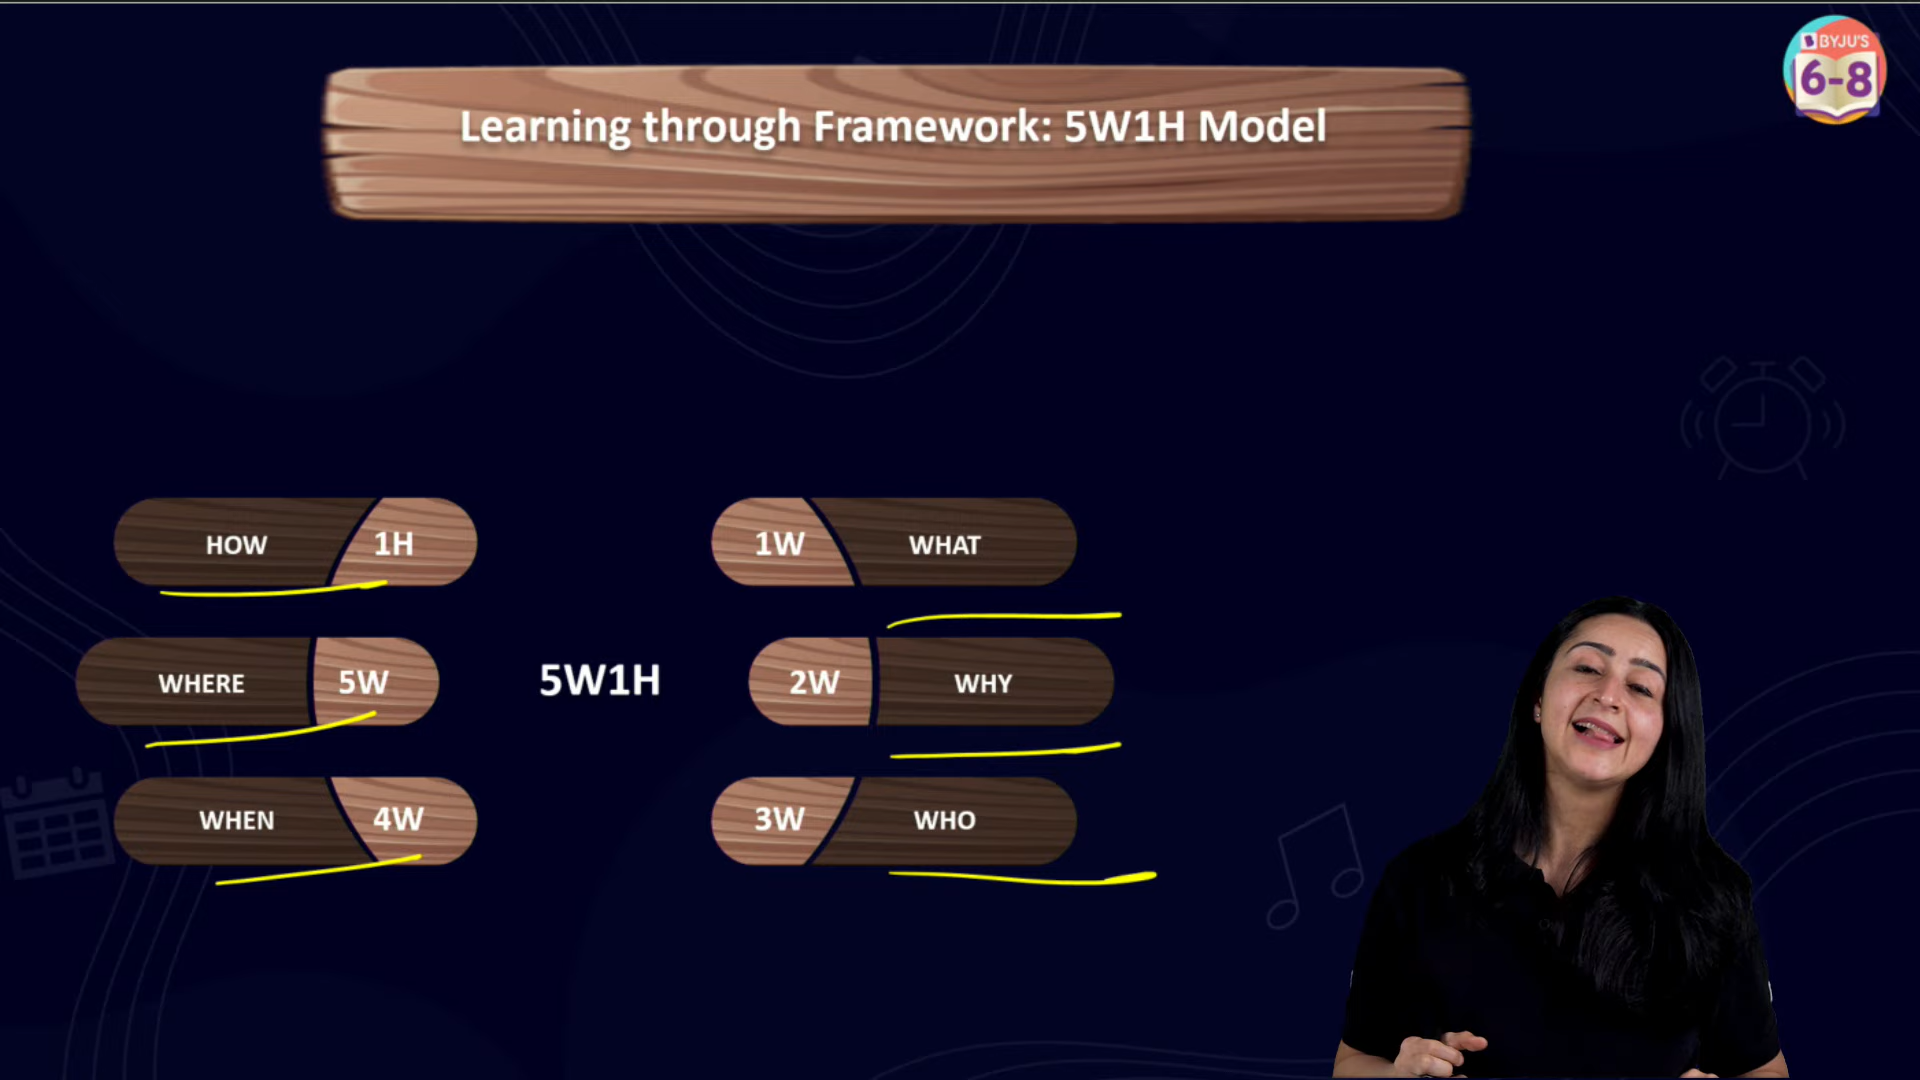 BYJU'S
6-8
Learning through Framework: 5W1H Model
HOW 1H
1W WHAT
WHERE 5W
5W1H
2W WHY
WHEN 4W
3W WHO